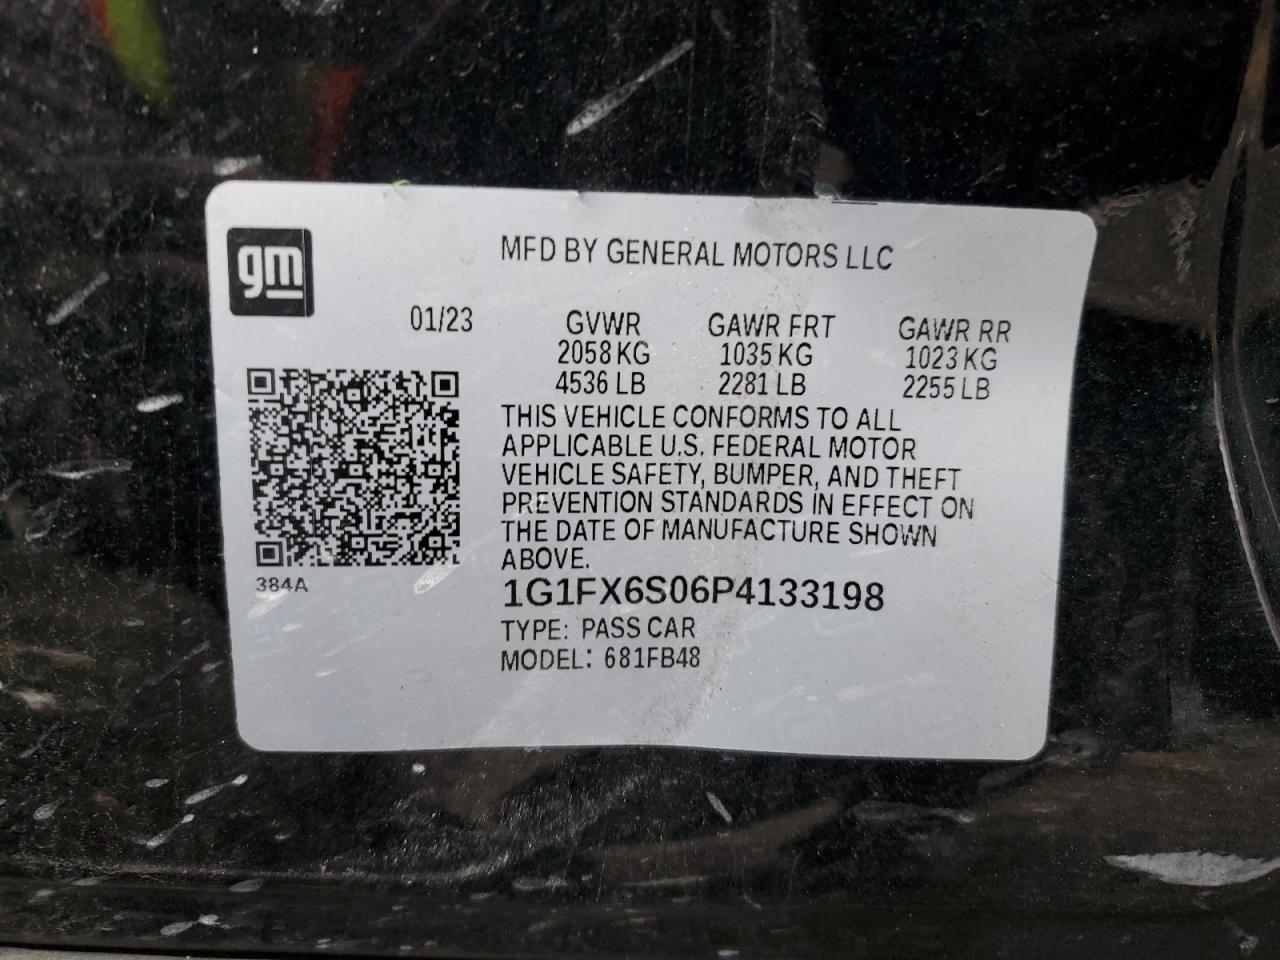 gm
MFD BY GENERAL MOTORS LLC
01/23
GVWR GAWR FRT GAWR RR
2058 KG 1035 KG 1023 KG
4536 LB 2281 LB 2255 LB
THIS VEHICLE CONFORMS TO ALL
APPLICABLE U.S. FEDERAL MOTOR
VEHICLE SAFETY, BUMPER, AND THEFT
PREVENTION STANDARDS IN EFFECT ON
THE DATE OF MANUFACTURE SHOWN
ABOVE.
384A
1G1FX6S06P4133198
TYPE: PASS CAR
MODEL: 681FB48